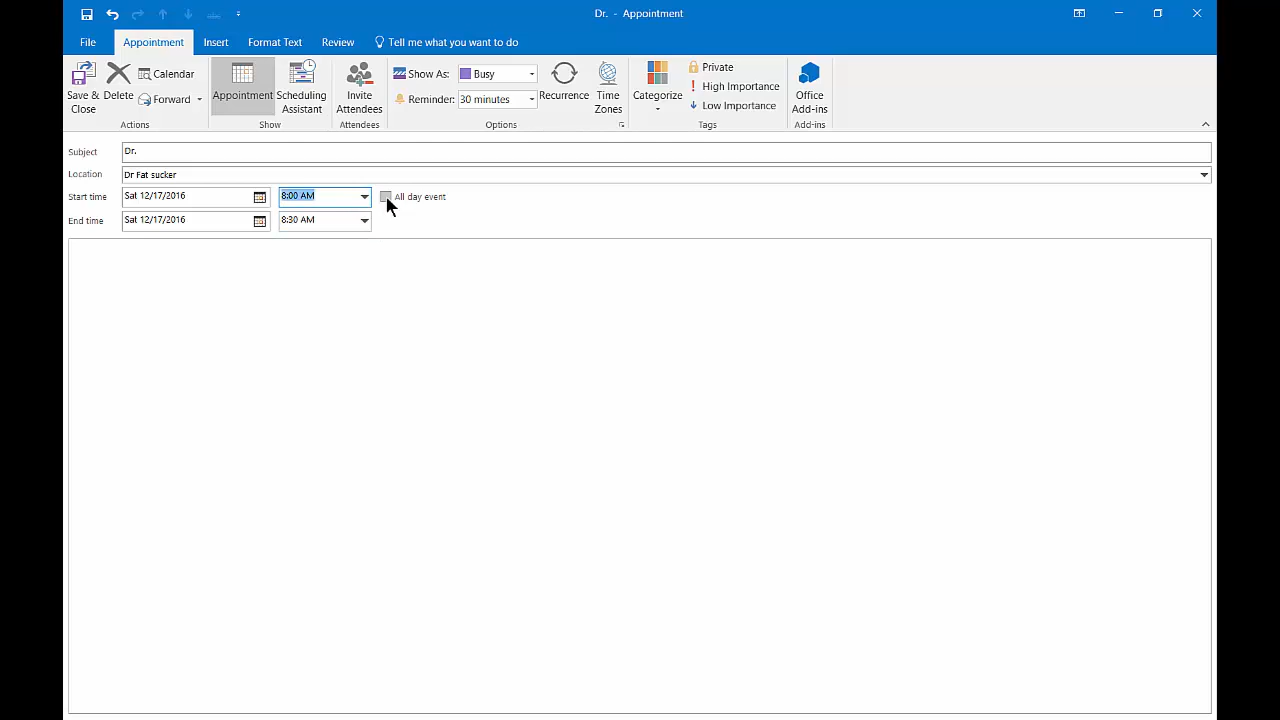 Dr. - Appointment
File Appointment Insert Format Text Review Tell me what you want to do
Save & Close Delete Calendar Forward Appointment Scheduling Assistant Invite Attendees Show As: Busy Reminder: 30 minutes Recurrence Time Zones Categorize Private High Importance Low Importance Office Add-ins
Actions Show Attendees Options Tags Add-ins
Subject Dr.
Location Dr Fat sucker
Start time Sat 12/17/2016 8:00 AM All day event
End time Sat 12/17/2016 8:30 AM